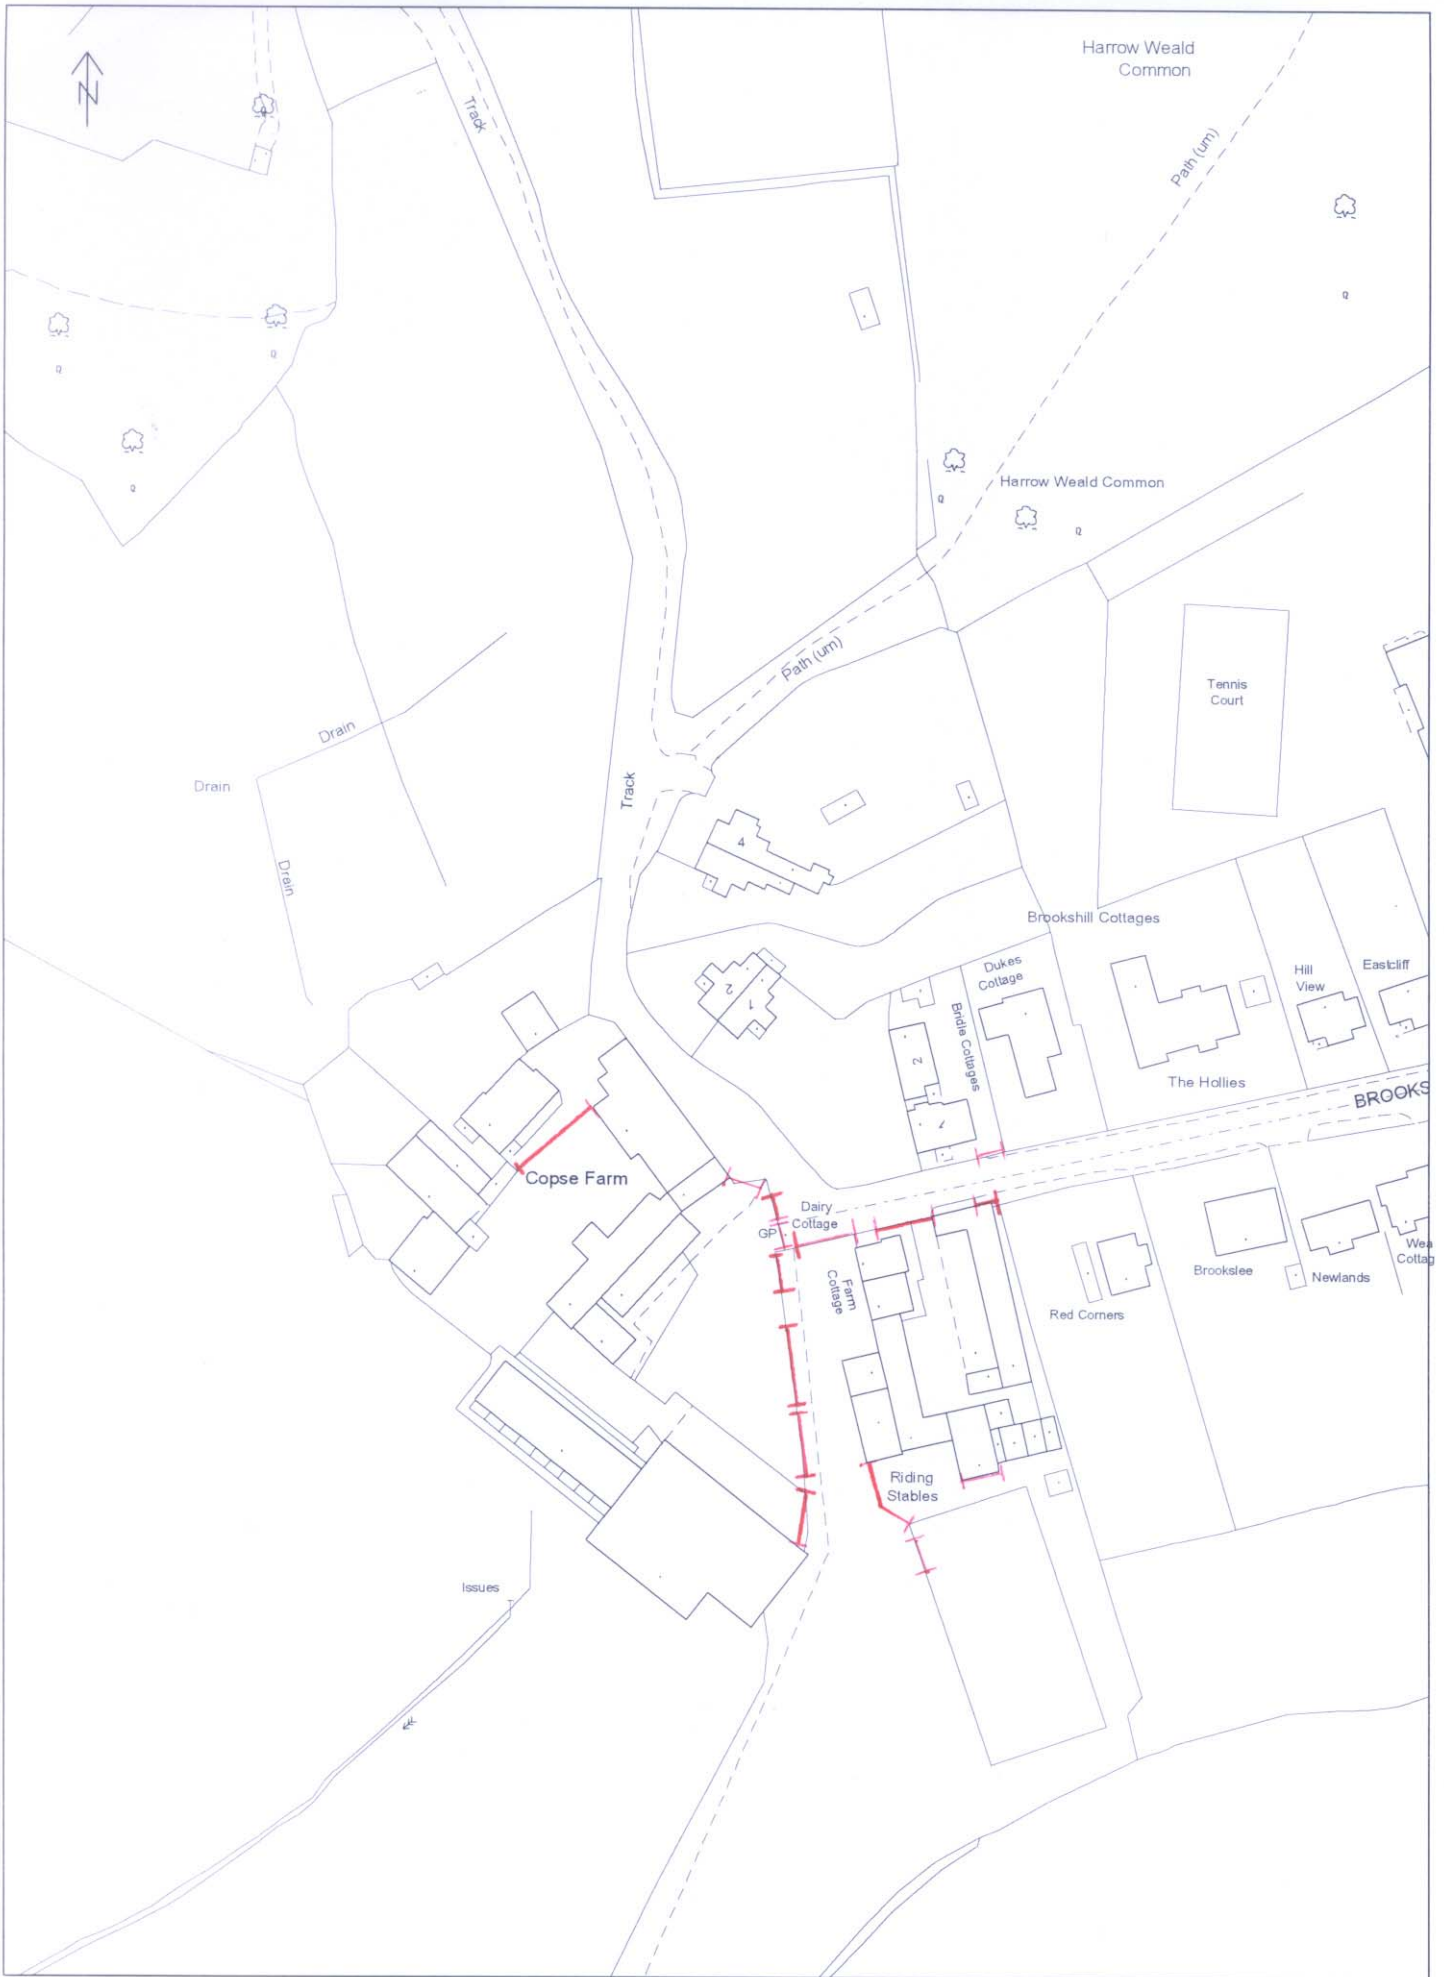 Harrow Weald
Common
N
Track
Path (um)
Harrow Weald Common
Path (um)
Tennis
Court
Drain
Drain
Track
Drain
4
Brookshill Cottages
Dukes
Cottage
Hill
View
Eastcliff
2
1
Bridle Cottages
2
The Hollies
BROOKS
1
Copse Farm
Dairy
Cottage
GP
Farm
Cottage
Brookslee
Newlands
Wea
Cottag
Red Corners
Riding
Stables
Issues